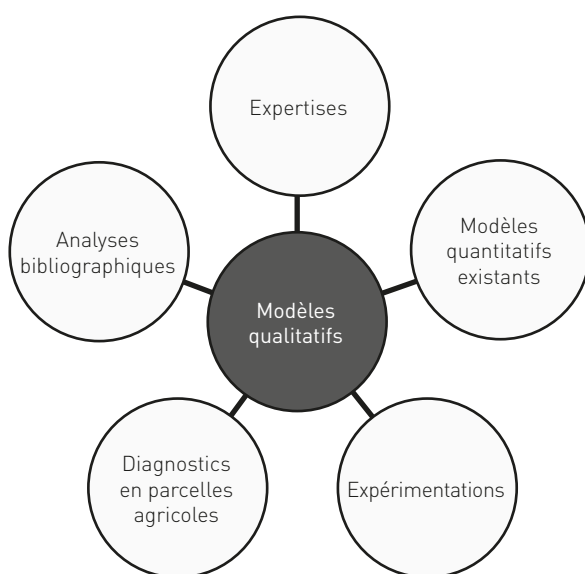 Expertises
Analyses
bibliographiques
Modèles
quantitatifs
existants
Modèles
qualitatifs
Diagnostics
en parcelles
agricoles
Expérimentations